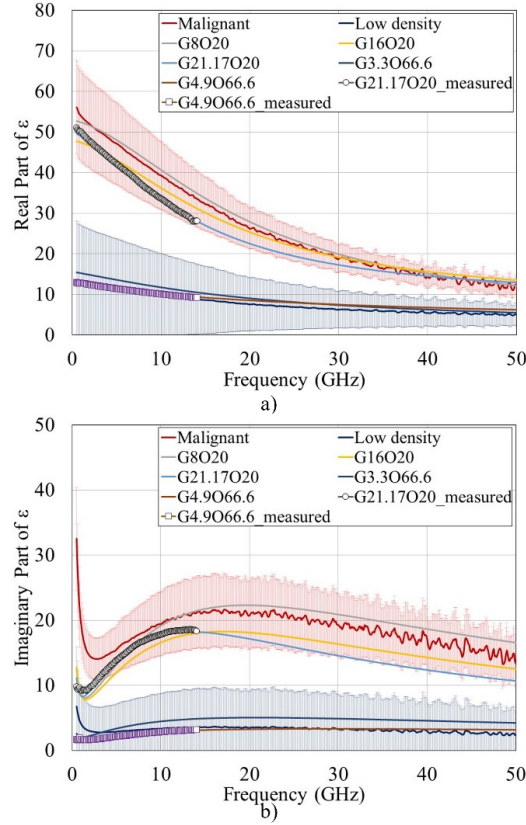 a)
80
70
60
50
40
30
20
10
0
Real Part of ε
Malignant Low density
G8O20 G16O20
G21.17O20 G3.3O66.6
G4.9O66.6 G21.17O20_measured
G4.9O66.6_measured
0 10 20 30 40 50
Frequency (GHz)
a)
50
40
30
20
10
0
Imaginary Part of ε
Malignant Low density
G8O20 G16O20
G21.17O20 G3.3O66.6
G4.9O66.6 G21.17O20_measured
G4.9O66.6_measured
0 10 20 30 40 50
Frequency (GHz)
b)